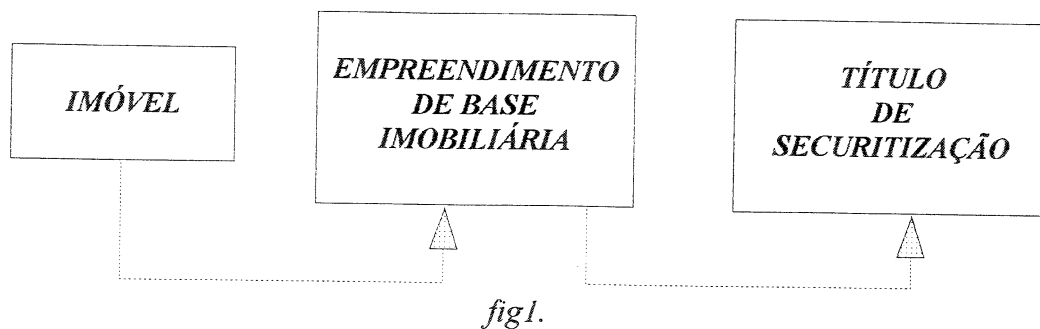 IMÓVEL
EMPREENDIMENTO
DE BASE
IMOBILIÁRIA
TÍTULO
DE
SECURITIZAÇÃO
fig1.